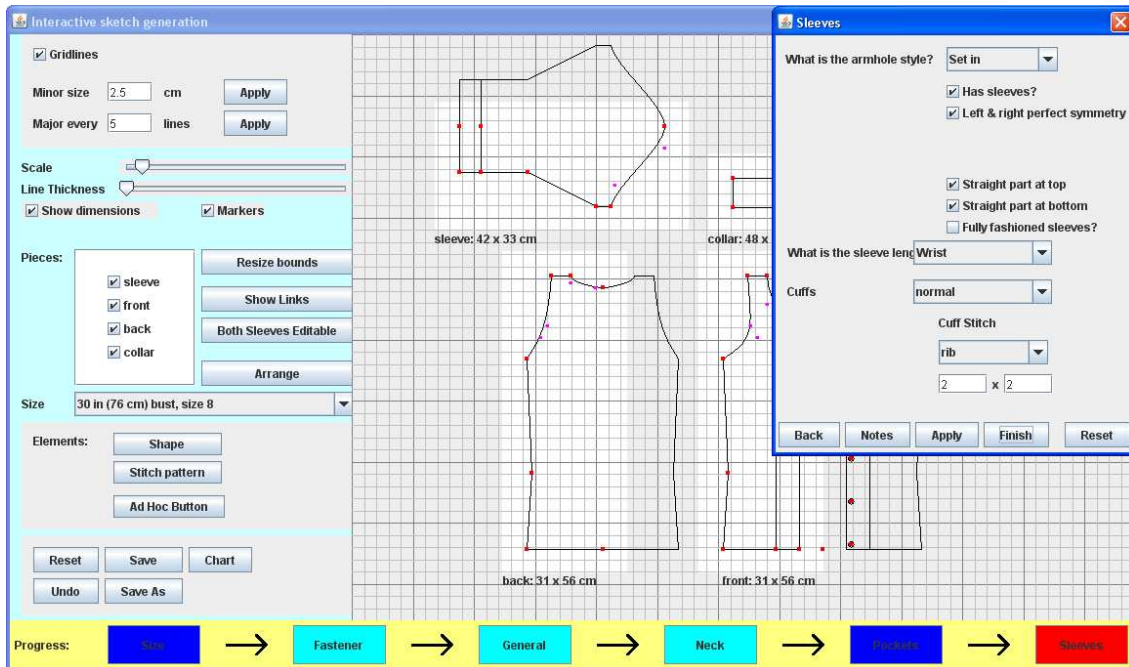 Interactive sketch generation
Gridlines
Minor size 2.5 cm Apply
Major every 5 lines Apply
Scale
Line Thickness
Show dimensions Markers
Pieces:
sleeve
front
back
collar
Resize bounds
Show Links
Both Sleeves Editable
Arrange
Size 30 in (76 cm) bust, size 8
Elements:
Shape
Stitch pattern
Ad Hoc Button
Reset Save Chart
Undo Save As
sleeve: 42 x 33 cm
collar: 48 x
back: 31 x 56 cm
front: 31 x 56 cm
Sleeves
What is the armhole style? Set in
Has sleeves?
Left & right perfect symmetry
Straight part at top
Straight part at bottom
Fully fashioned sleeves?
What is the sleeve leng Wrist
Cuffs normal
Cuff Stitch
rib
2 x 2
Back Notes Apply Finish Reset
Progress: Size Fastener General Neck Pockets Sleeves